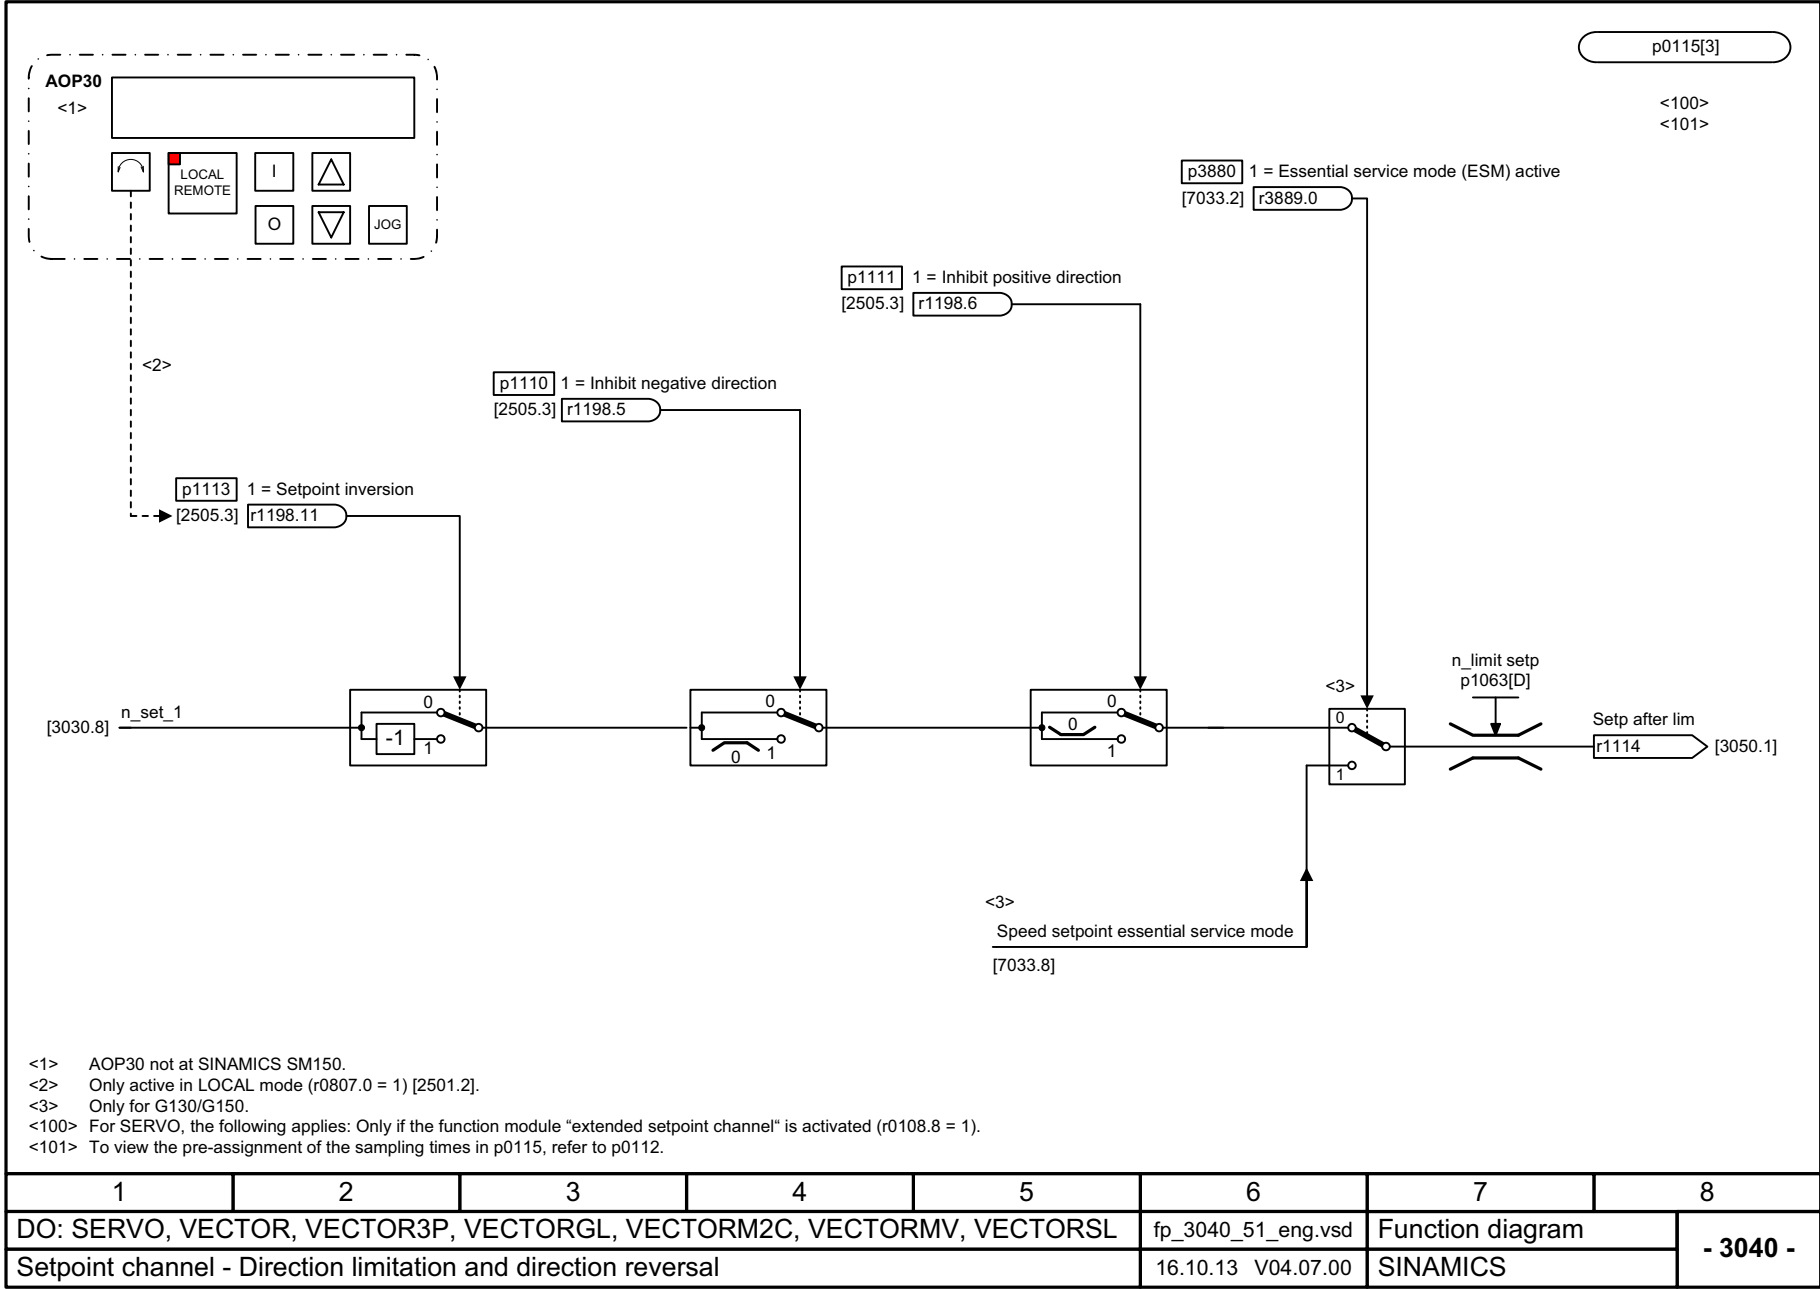 p0115[3]
<100>
<101>
AOP30
<1>
LOCAL
REMOTE
I
O
JOG
p3880 1 = Essential service mode (ESM) active
[7033.2] r3889.0
p1111 1 = Inhibit positive direction
[2505.3] r1198.6
<2>
p1110 1 = Inhibit negative direction
[2505.3] r1198.5
p1113 1 = Setpoint inversion
[2505.3] r1198.11
n_limit setp
p1063[D]
<3>
[3030.8] n_set_1
0
-1
1
0
0
1
0
0
1
0
1
Setp after lim
r1114
[3050.1]
<3>
Speed setpoint essential service mode
[7033.8]
<1> AOP30 not at SINAMICS SM150.
<2> Only active in LOCAL mode (r0807.0 = 1) [2501.2].
<3> Only for G130/G150.
<100> For SERVO, the following applies: Only if the function module “extended setpoint channel“ is activated (r0108.8 = 1).
<101> To view the pre-assignment of the sampling times in p0115, refer to p0112.
1 2 3 4 5 6 7 8
DO: SERVO, VECTOR, VECTOR3P, VECTORGL, VECTORM2C, VECTORMV, VECTORSL
fp_3040_51_eng.vsd
Function diagram
- 3040 -
Setpoint channel - Direction limitation and direction reversal
16.10.13 V04.07.00
SINAMICS